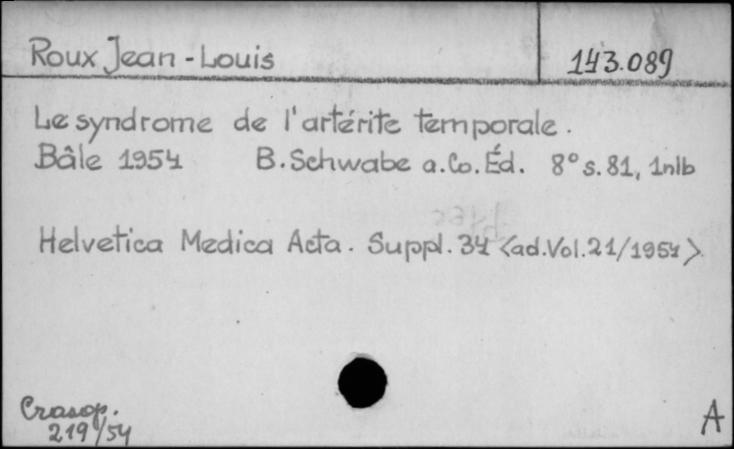 Roux Jean-Louis 143.089
Le syndrome de l'artérite temporale.
Bâle 1954 B. Schwabe a. Co. Éd. 8° s. 81, 1nlb
Helvetica Medica Acta. Suppl. 34 <ad. Vol. 21/1954>
Czasop.
219/54
A